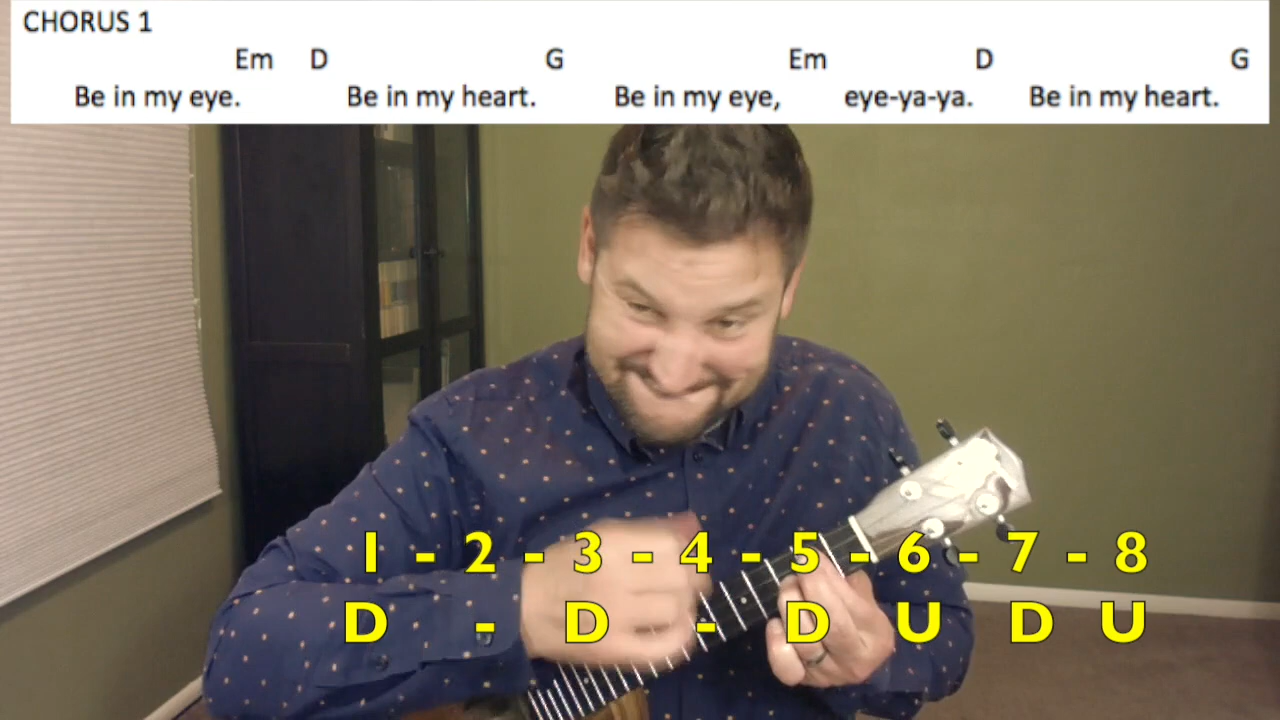 CHORUS 1
Em D G Em D G
Be in my eye. Be in my heart. Be in my eye, eye-ya-ya. Be in my heart.
1 - 2 - 3 - 4 - 5 - 6 - 7 - 8
D - D - D U D U